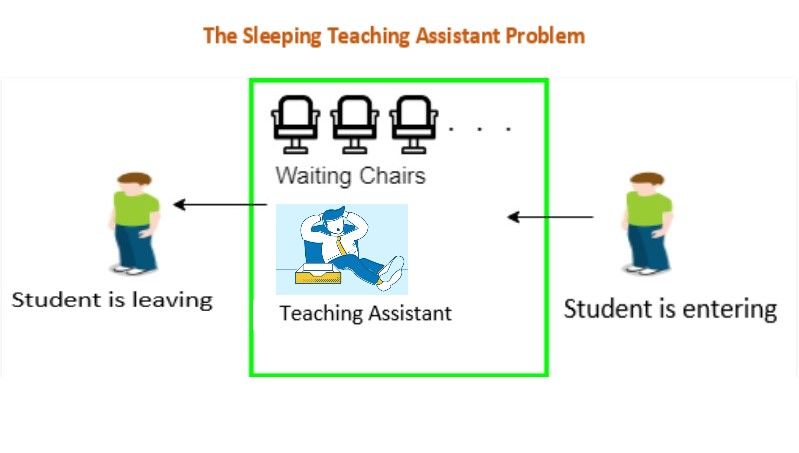 The Sleeping Teaching Assistant Problem
. . .
Waiting Chairs
Student is leaving
Teaching Assistant
Student is entering